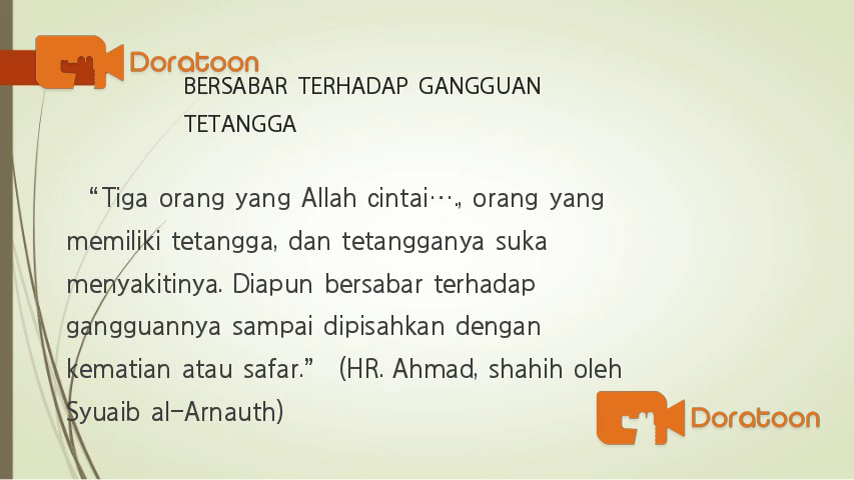 Doratoon
BERSABAR TERHADAP GANGGUAN
TETANGGA
“Tiga orang yang Allah cintai…., orang yang
memiliki tetangga, dan tetangganya suka
menyakitinya. Diapun bersabar terhadap
gangguannya sampai dipisahkan dengan
kematian atau safar.” (HR. Ahmad, shahih oleh
Syuaib al-Arnauth)
Doratoon